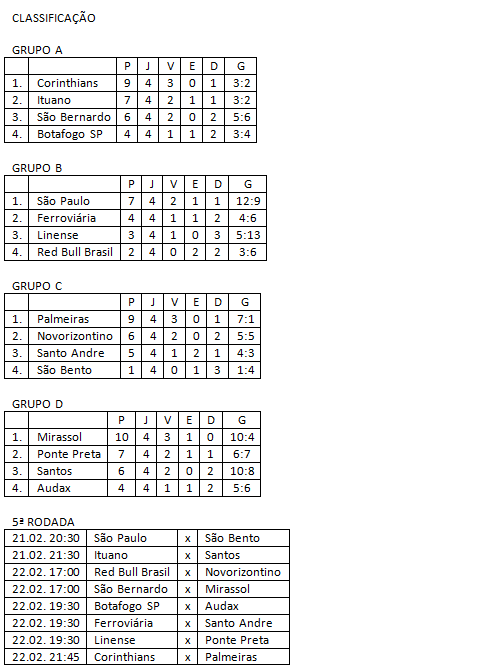 CLASSIFICAÇÃO
GRUPO A
P J V E D G
1. Corinthians 9 4 3 0 1 3:2
2. Ituano 7 4 2 1 1 3:2
3. São Bernardo 6 4 2 0 2 5:6
4. Botafogo SP 4 4 1 1 2 3:4
GRUPO B
P J V E D G
1. São Paulo 7 4 2 1 1 12:9
2. Ferroviária 4 4 1 1 2 4:6
3. Linense 3 4 1 0 3 5:13
4. Red Bull Brasil 2 4 0 2 2 3:6
GRUPO C
P J V E D G
1. Palmeiras 9 4 3 0 1 7:1
2. Novorizontino 6 4 2 0 2 5:5
3. Santo Andre 5 4 1 2 1 4:3
4. São Bento 1 4 0 1 3 1:4
GRUPO D
P J V E D G
1. Mirassol 10 4 3 1 0 10:4
2. Ponte Preta 7 4 2 1 1 6:7
3. Santos 6 4 2 0 2 10:8
4. Audax 4 4 1 1 2 5:6
5ª RODADA
21.02. 20:30 São Paulo x São Bento
21.02. 21:30 Ituano x Santos
22.02. 17:00 Red Bull Brasil x Novorizontino
22.02. 17:00 São Bernardo x Mirassol
22.02. 19:30 Botafogo SP x Audax
22.02. 19:30 Ferroviária x Santo Andre
22.02. 19:30 Linense x Ponte Preta
22.02. 21:45 Corinthians x Palmeiras